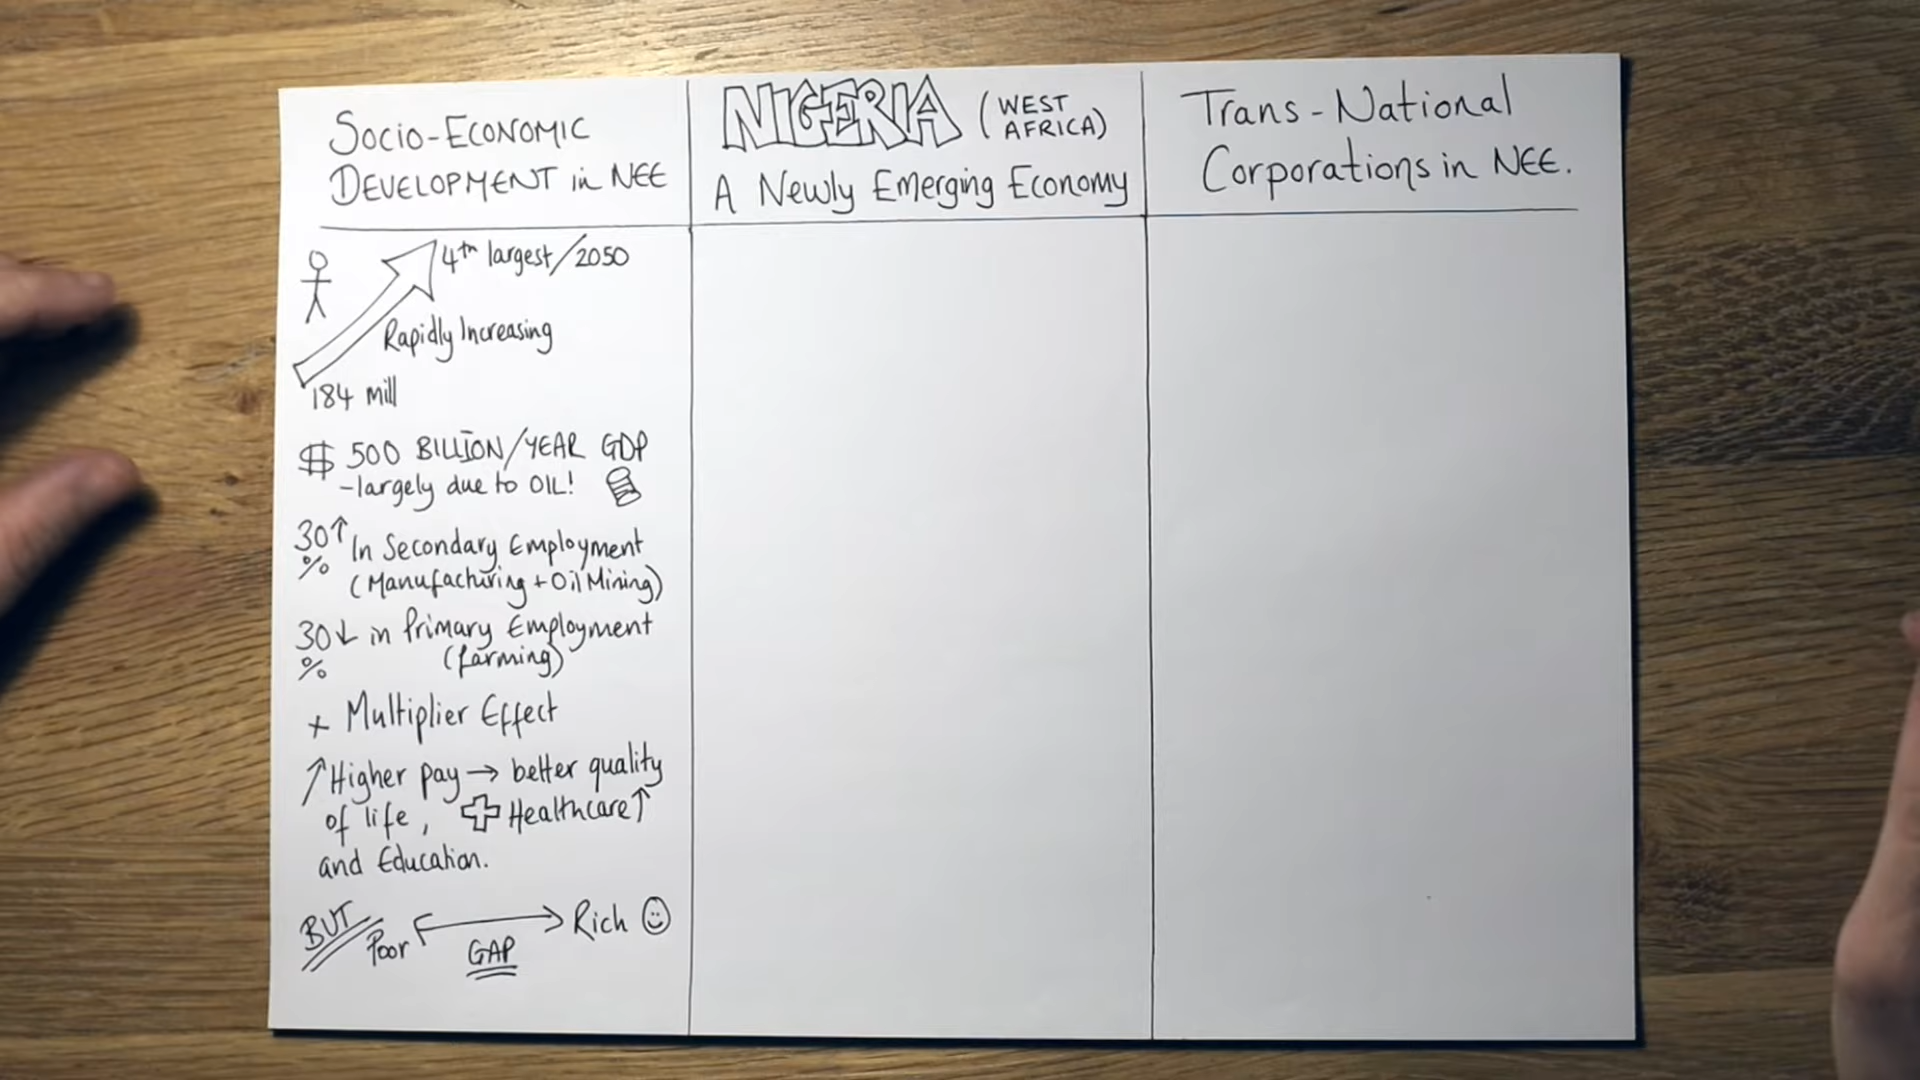 SOCIO-ECONOMIC
DEVELOPMENT in NEE
4th largest/2050
Rapidly Increasing
184 mill
$ 500 BILLION/YEAR GDP
-largely due to OIL!
30%↑ In Secondary Employment
(Manufacturing + Oil Mining)
30%↓ in Primary Employment
(farming)
+ Multiplier Effect
↑Higher pay → better quality
of life, Healthcare↑
and Education.
BUT
Poor ↔ Rich
GAP
NIGERIA (WEST
AFRICA)
A Newly Emerging Economy
Trans-National
Corporations in NEE.